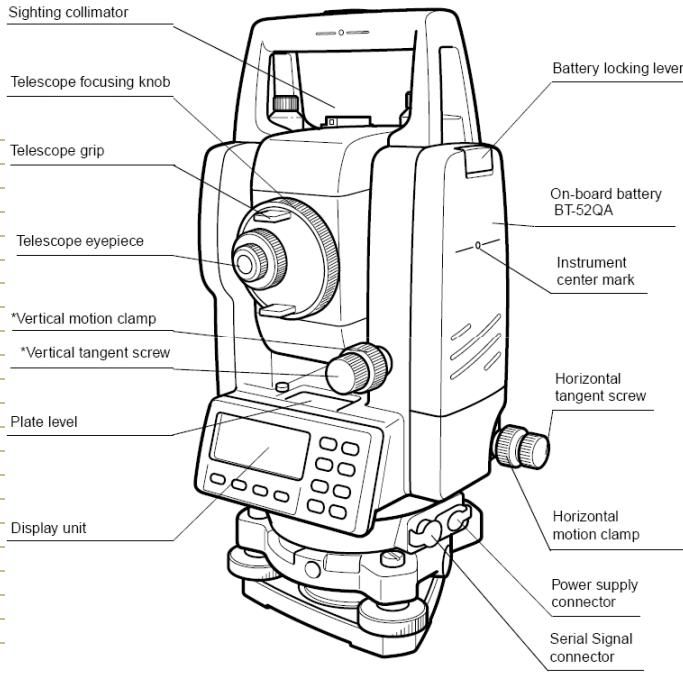 Sighting collimator
Telescope focusing knob
Telescope grip
Telescope eyepiece
*Vertical motion clamp
*Vertical tangent screw
Plate level
Display unit
Battery locking lever
On-board battery
BT-52QA
Instrument
center mark
Horizontal
tangent screw
Horizontal
motion clamp
Power supply
connector
Serial Signal
connector